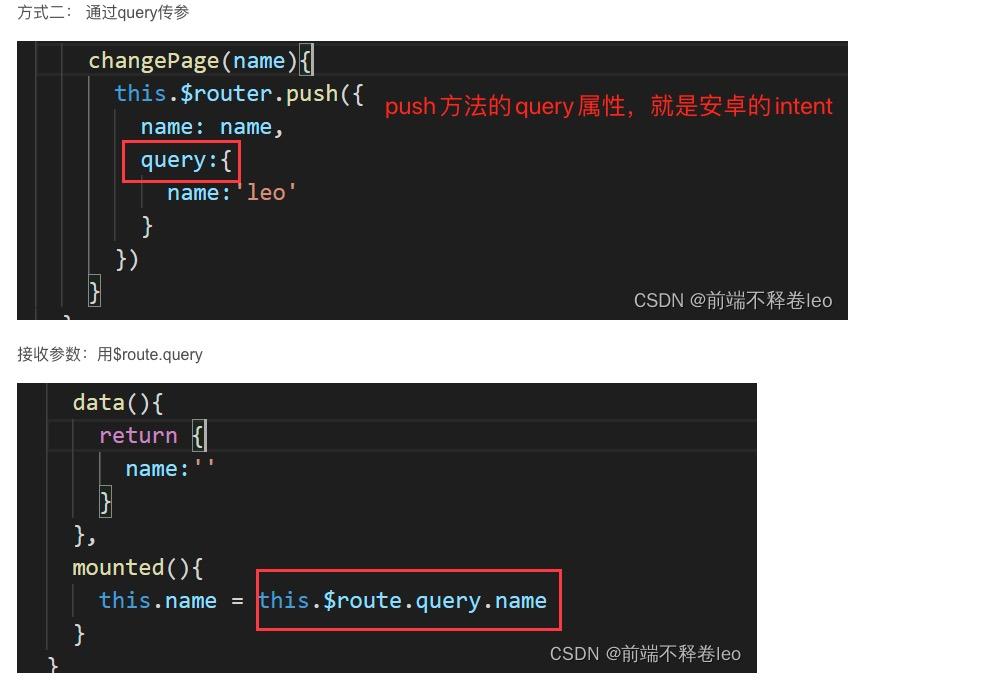 方式二： 通过query传参
changePage(name){
this.$router.push({
push方法的query属性，就是安卓的intent
name: name,
query:{
name:'leo'
}
})
}
CSDN @前端不释卷leo
接收参数：用$route.query
data(){
return {
name:''
}
},
mounted(){
this.name = this.$route.query.name
}
CSDN @前端不释卷leo
}